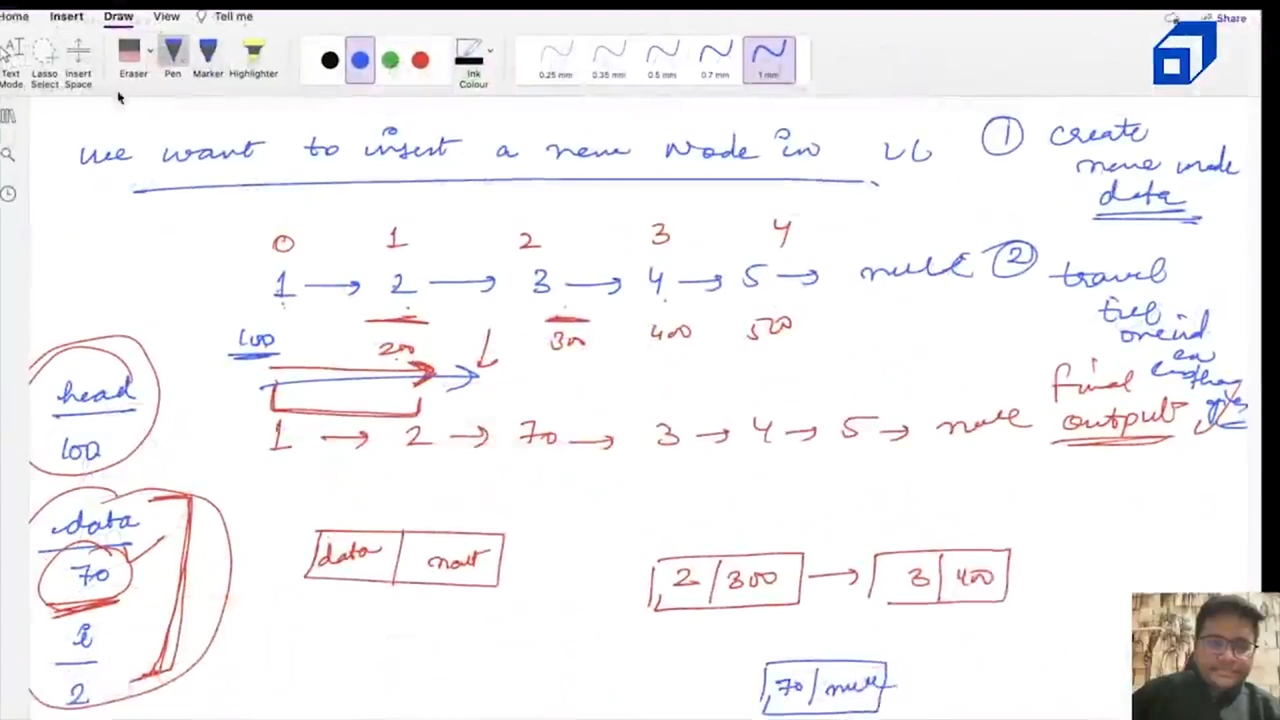 Home Insert Draw View Tell me
Share
Text Mode
Lasso Select
Insert Space
Eraser
Pen
Marker
Highlighter
Ink Colour
0.25 mm
0.35 mm
0.5 mm
0.7 mm
1 mm
we want to insert a new Node in LL
① create
new node
data
0 1 2 3 4
1 → 2 → 3 → 4 → 5 → null
② travel
till
one ind
100 200 300 400 500
head
100
1 → 2 → 70 → 3 → 4 → 5 → null
final
output
data
70
i
2
data
2 | 300 → 3 | 400
70 | null